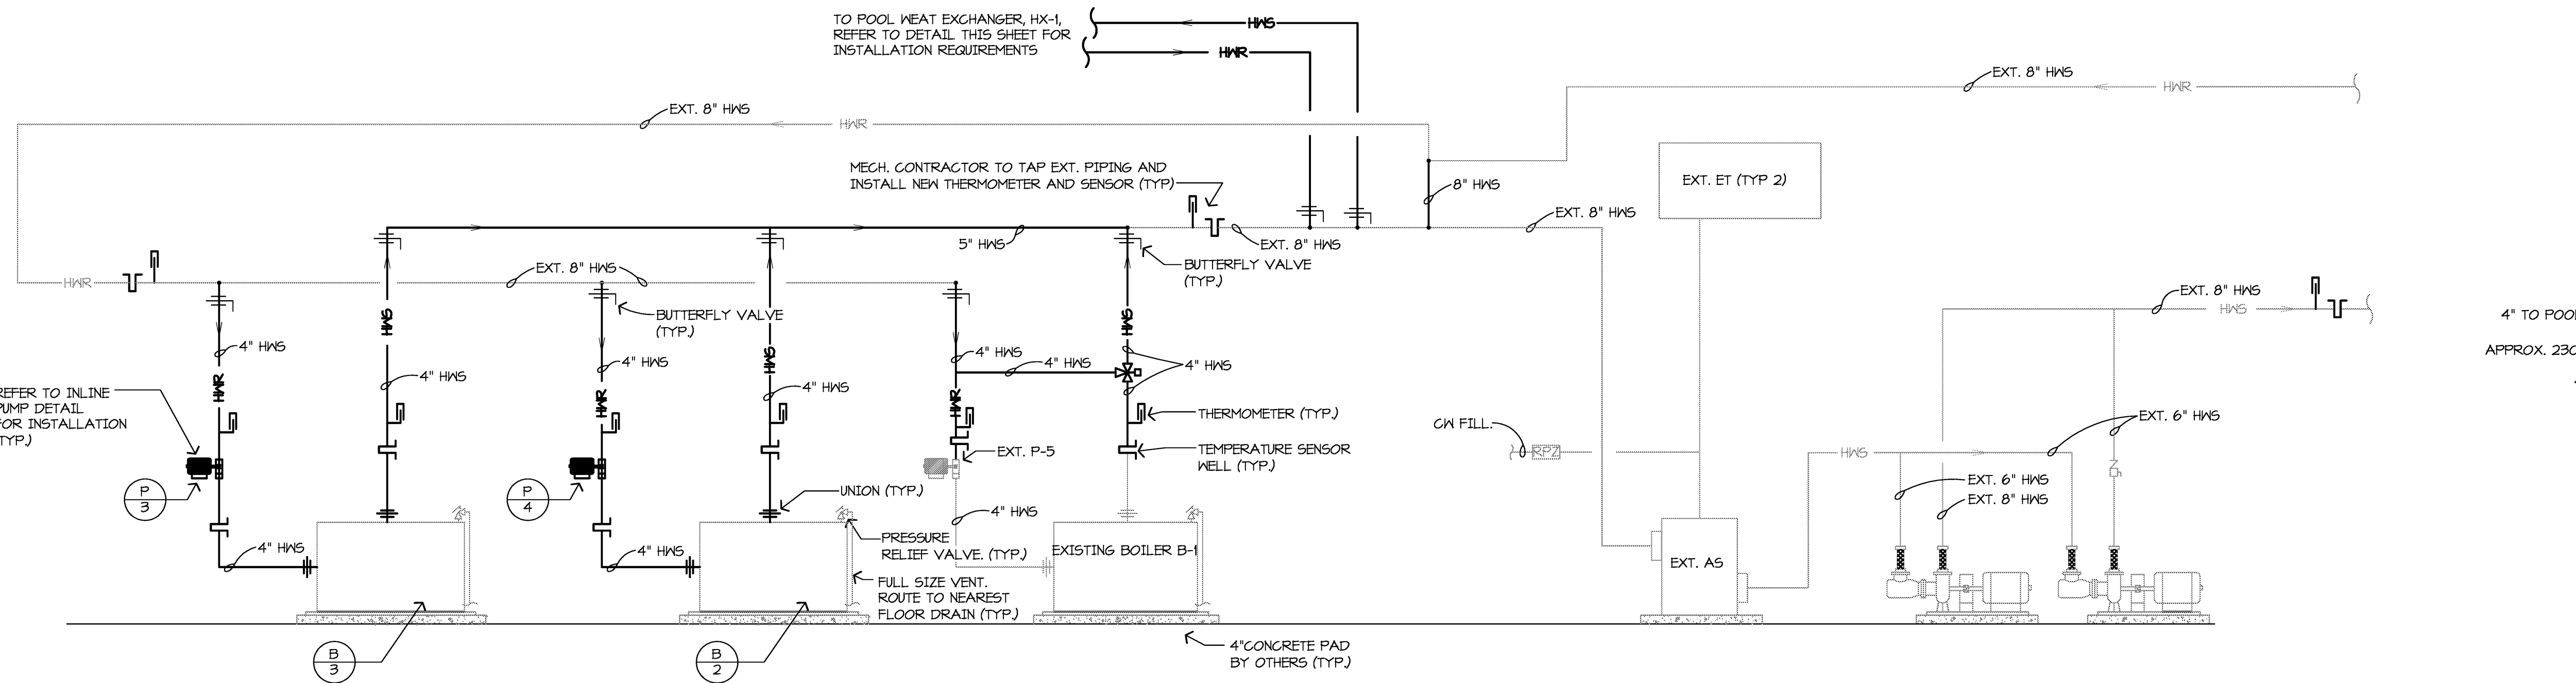 TO POOL WEAT EXCHANGER, HX-1,
REFER TO DETAIL THIS SHEET FOR
INSTALLATION REQUIREMENTS
HWS
HWR
EXT. 8" HWS
HWR
EXT. 8" HWS
HWR
MECH. CONTRACTOR TO TAP EXT. PIPING AND
INSTALL NEW THERMOMETER AND SENSOR (TYP)
8" HWS
EXT. ET (TYP 2)
EXT. 8" HWS
5" HWS
EXT. 8" HWS
BUTTERFLY VALVE
(TYP.)
HWR
EXT. 8" HWS
BUTTERFLY VALVE
(TYP.)
EXT. 8" HWS
HWS
4" TO POOL
APPROX. 230
HWS
HWS
HWS
4" HWS
4" HWS
4" HWS
4" HWS
4" HWS
4" HWS
4" HWS
4" HWS
HWR
HWR
HWR
REFER TO INLINE
PUMP DETAIL
FOR INSTALLATION
(TYP.)
THERMOMETER (TYP.)
TEMPERATURE SENSOR
WELL (TYP.)
EXT. P-5
CW FILL.
RPZ
HWS
EXT. 6" HWS
EXT. 6" HWS
EXT. 8" HWS
P
3
P
4
UNION (TYP.)
4" HWS
4" HWS
4" HWS
PRESSURE
RELIEF VALVE. (TYP.)
EXISTING BOILER B-1
EXT. AS
FULL SIZE VENT.
ROUTE TO NEAREST
FLOOR DRAIN (TYP.)
B
3
B
2
4"CONCRETE PAD
BY OTHERS (TYP.)